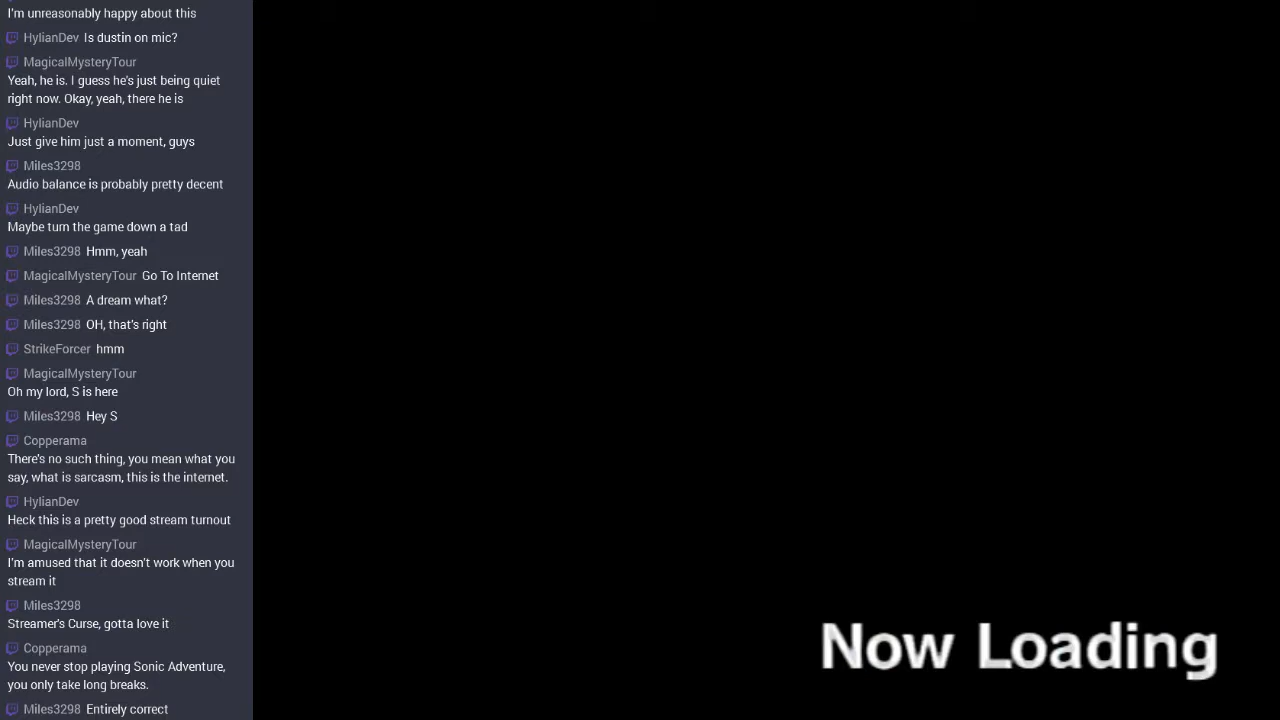 I'm unreasonably happy about this
HylianDev Is dustin on mic?
MagicalMysteryTour
Yeah, he is. I guess he's just being quiet
right now. Okay, yeah, there he is
HylianDev
Just give him just a moment, guys
Miles3298
Audio balance is probably pretty decent
HylianDev
Maybe turn the game down a tad
Miles3298 Hmm, yeah
MagicalMysteryTour Go To Internet
Miles3298 A dream what?
Miles3298 OH, that's right
StrikeForcer hmm
MagicalMysteryTour
Oh my lord, S is here
Miles3298 Hey S
Copperama
There's no such thing, you mean what you
say, what is sarcasm, this is the internet.
HylianDev
Heck this is a pretty good stream turnout
MagicalMysteryTour
I'm amused that it doesn't work when you
stream it
Miles3298
Streamer's Curse, gotta love it
Copperama
You never stop playing Sonic Adventure,
you only take long breaks.
Miles3298 Entirely correct
Now Loading